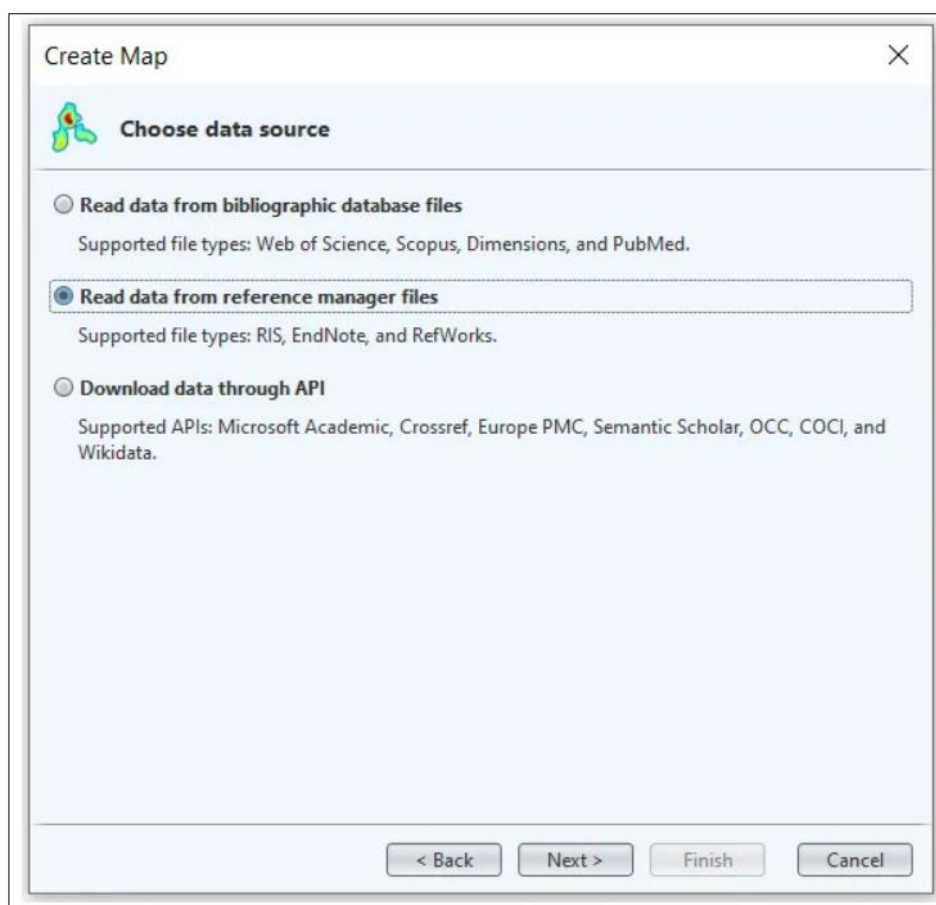 Create Map
Choose data source
Read data from bibliographic database files
Supported file types: Web of Science, Scopus, Dimensions, and PubMed.
Read data from reference manager files
Supported file types: RIS, EndNote, and RefWorks.
Download data through API
Supported APIs: Microsoft Academic, Crossref, Europe PMC, Semantic Scholar, OCC, COCI, and
Wikidata.
< Back Next > Finish Cancel